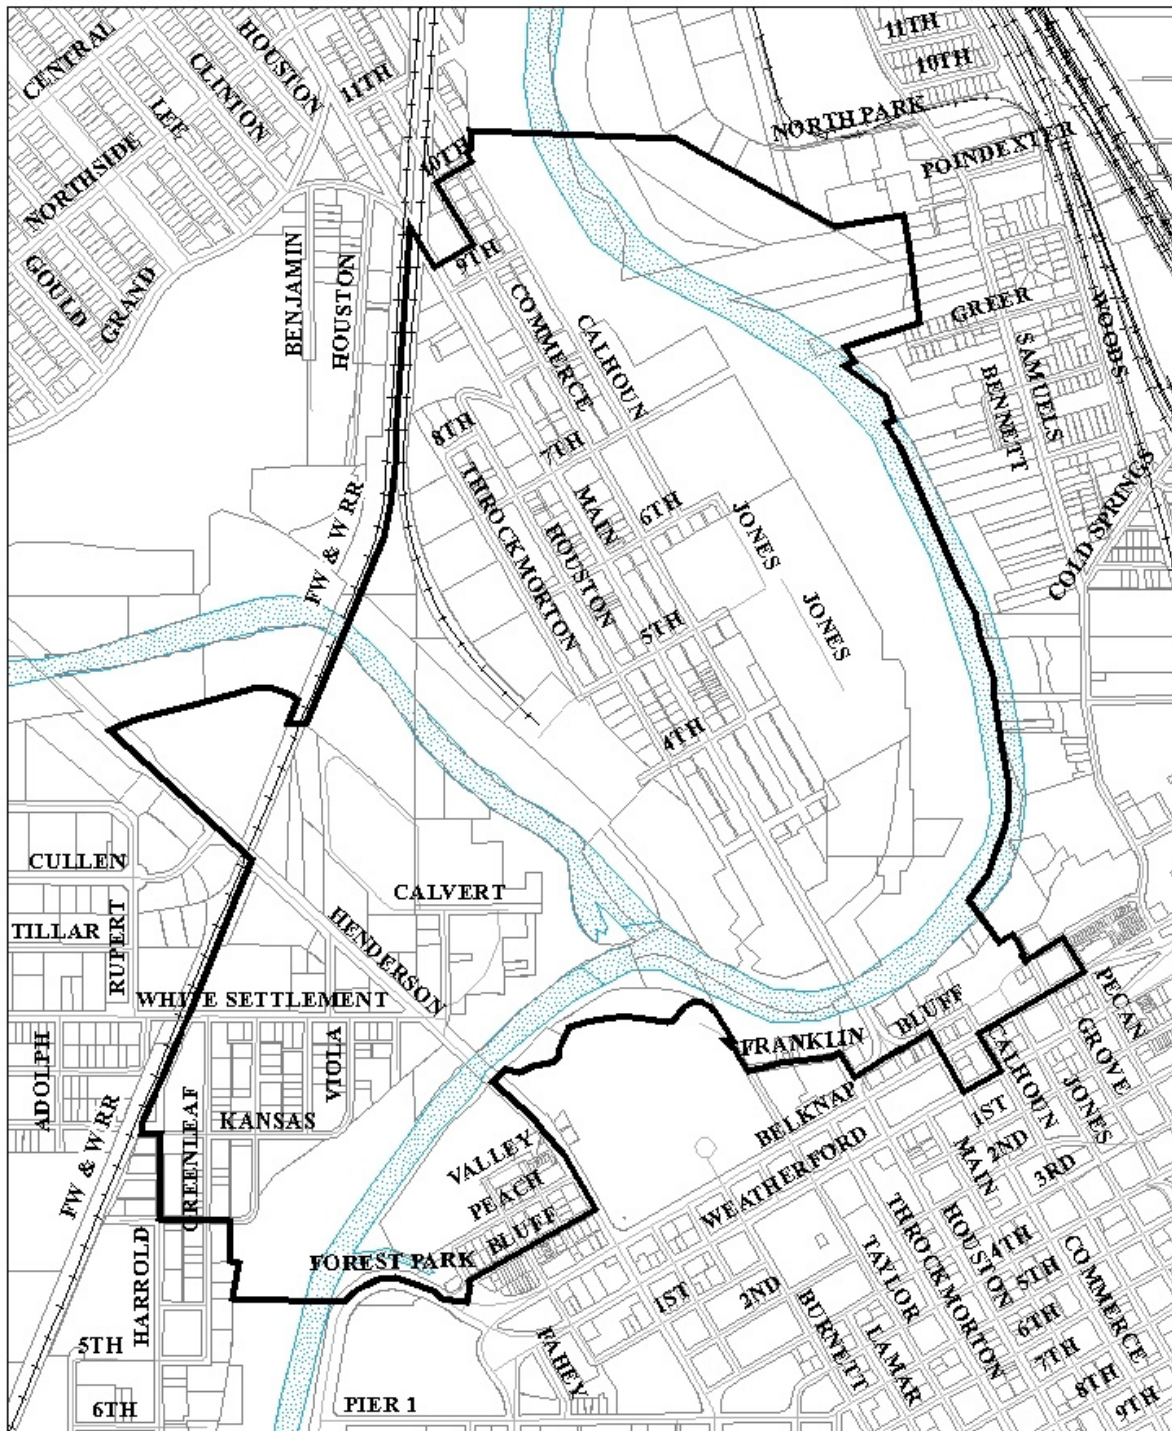 CENTRAL
HOUSTON
CLINTON
LEE
11TH
NORTHSIDE
GOULD
GRAND
10TH
11TH
10TH
NORTH PARK
POINDEXTER
BENJAMIN
HOUSTON
9TH
COMMERCE
CALHOUN
GREER
WOODS
SAMUELS
BENNETT
8TH
7TH
THROCKMORTON
HOUSTON
MAIN
6TH
JONES
COLD SPRINGS
FW & W RR
5TH
JONES
4TH
CULLEN
TILLAR
RUPERT
CALVERT
HENDERSON
WHITE SETTLEMENT
ADOLPH
VIOLA
GREENLEAF
KANSAS
FW & W RR
FRANKLIN
BLUFF
PECAN
GROVE
CALHOUN
JONES
BELKNAP
WEATHERFORD
1ST
2ND
3RD
MAIN
VALLEY
PEACH
BLUFF
FOREST PARK
HARROLD
THROCKMORTON
HOUSTON
4TH
5TH
COMMERCE
TAYLOR
6TH
7TH
8TH
9TH
1ST
2ND
BURNETT
LAMAR
FAHEY
5TH
6TH
PIER 1